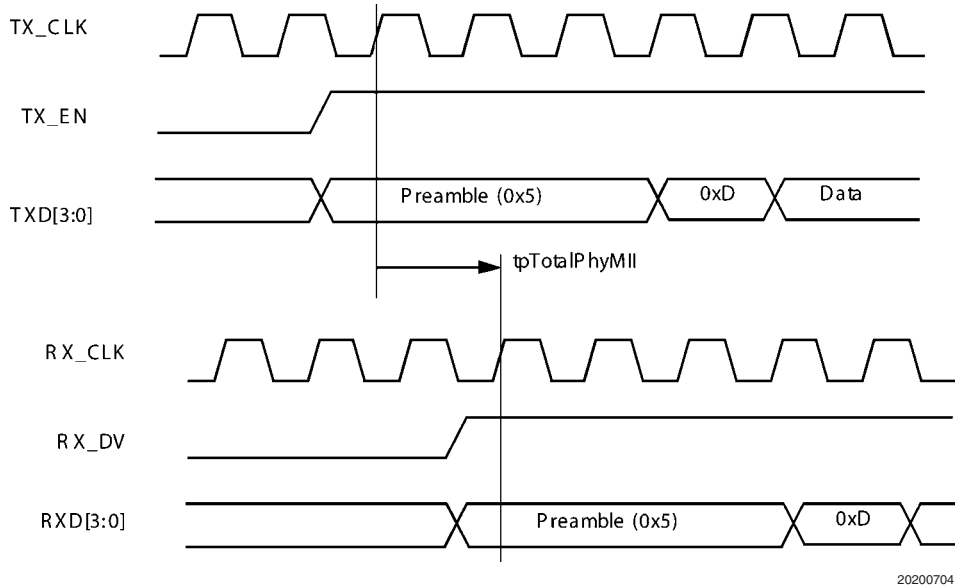 TX_CLK
TX_EN
TXD[3:0]
Preamble (0x5)
0xD
Data
tpTotalPhyMII
RX_CLK
RX_DV
RXD[3:0]
Preamble (0x5)
0xD
20200704